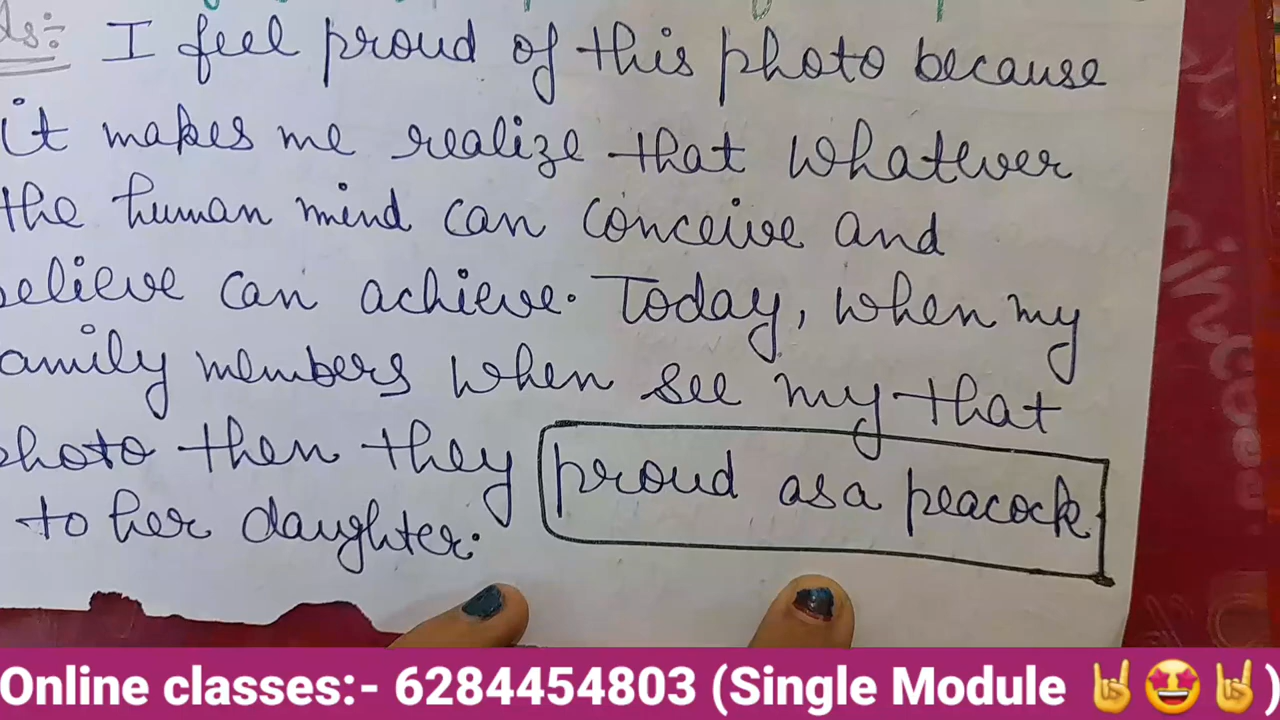 ds:- I feel proud of this photo because
it makes me realize that whatever
the human mind can conceive and
believe can achieve. Today, when my
amily members when see my that
photo then they proud as a peacock
to her daughter.
Online classes:- 6284454803 (Single Module 🤘🤩🤘)